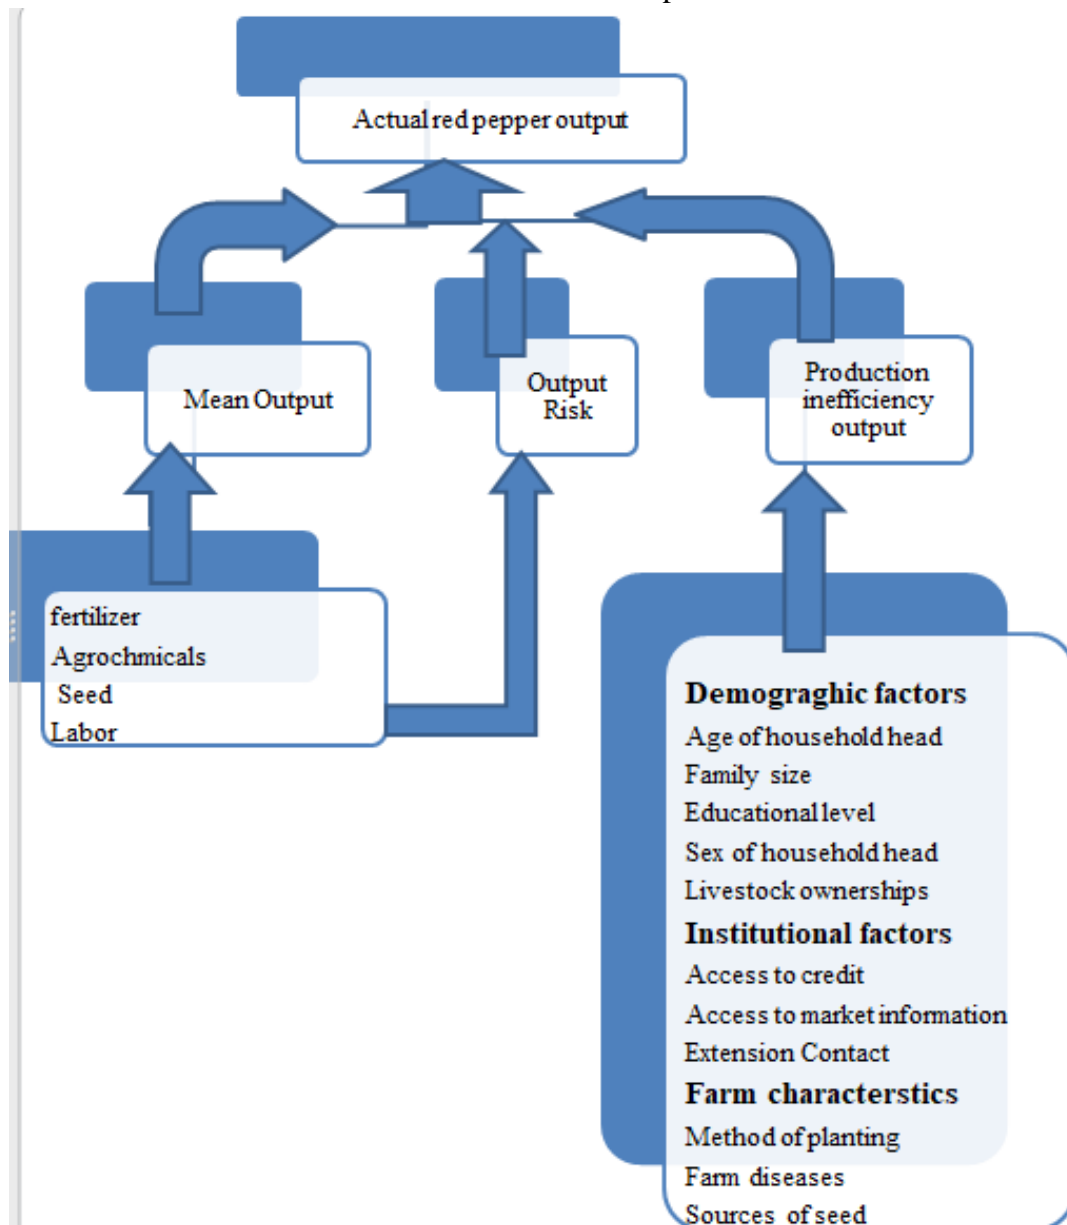 Actual red pepper output
Mean Output
Output
Risk
Production
inefficiency
output
fertilizer
Agrochmicals
Seed
Labor
Demograghic factors
Age of household head
Family size
Educational level
Sex of household head
Livestock ownerships
Institutional factors
Access to credit
Access to market information
Extension Contact
Farm characterstics
Method of planting
Farm diseases
Sources of seed